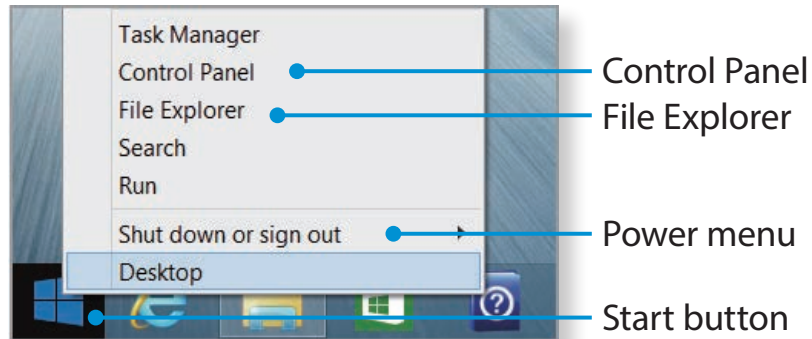 Task Manager
Control Panel
Control Panel
File Explorer
File Explorer
Search
Run
Shut down or sign out
Power menu
Desktop
?
Start button